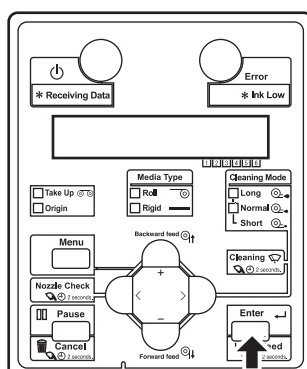 Error
* Receiving Data
* Ink Low
1 2 3 4 5 6
Media Type
Cleaning Mode
Take Up
Roll
Long
Origin
Rigid
Normal
Short
Menu
Backward feed
Cleaning
2 seconds.
+
< >
−
Nozzle Check
2 seconds.
Pause
Enter
Cancel
2 seconds.
Forward feed
2 seconds.